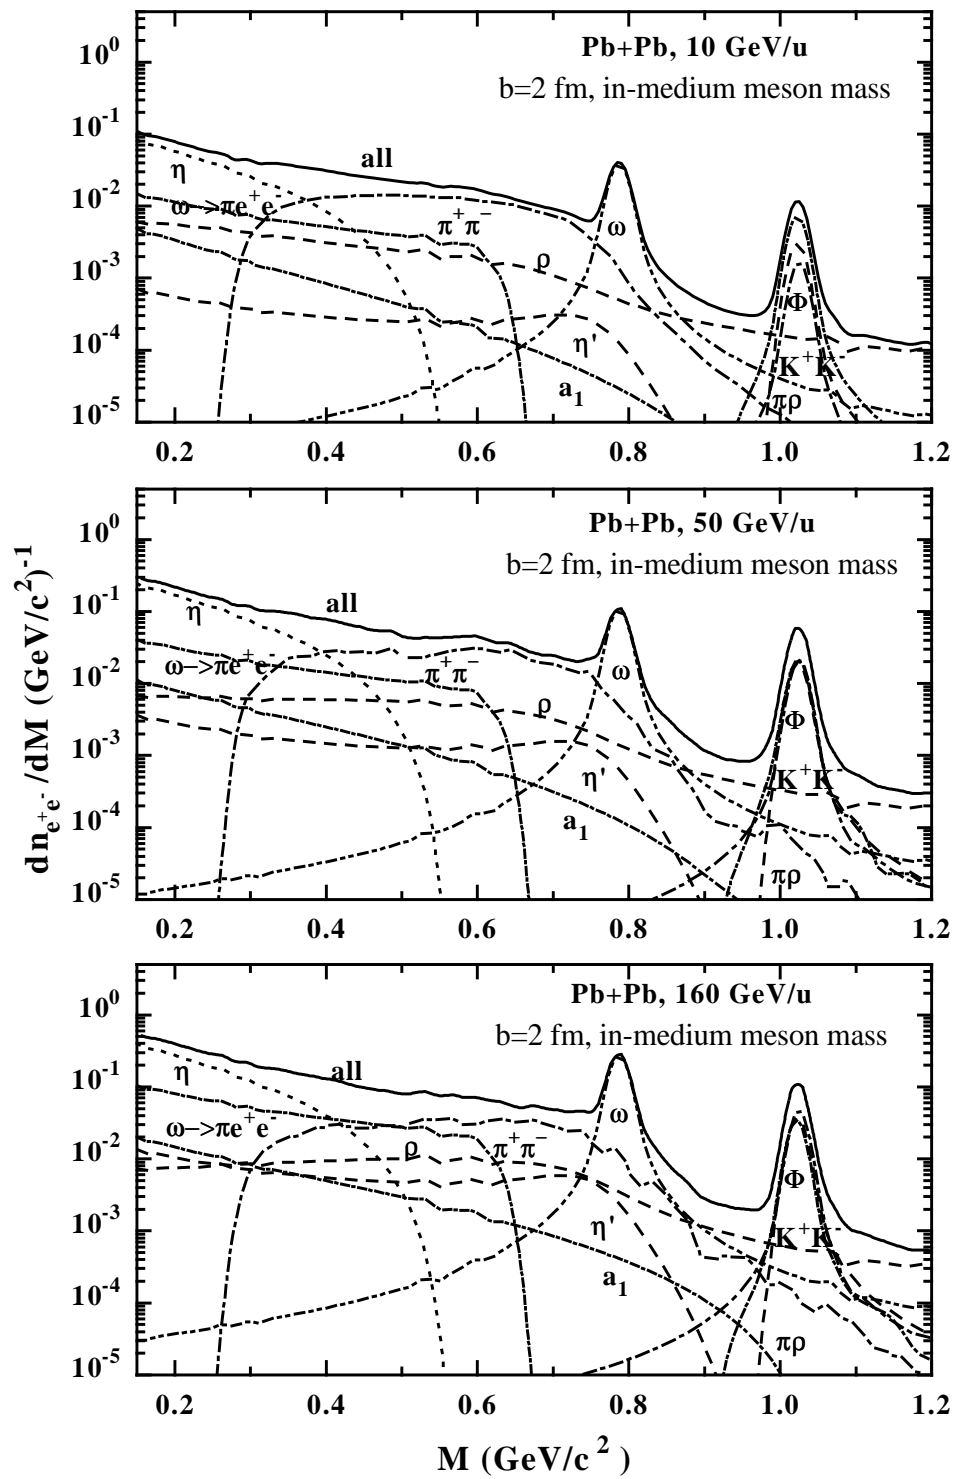 Pb+Pb, 10 GeV/u
b=2 fm, in-medium meson mass
10^0
10^-1
10^-2
10^-3
10^-4
10^-5
all
η
ω->πe^+e^-
π^+π^-
ρ
ω
η'
a_1
Φ
K^+K^-
πρ
0.2 0.4 0.6 0.8 1.0 1.2
Pb+Pb, 50 GeV/u
b=2 fm, in-medium meson mass
10^0
10^-1
10^-2
10^-3
10^-4
10^-5
all
η
ω->πe^+e^-
π^+π^-
ρ
ω
η'
a_1
Φ
K^+K^-
πρ
0.2 0.4 0.6 0.8 1.0 1.2
dn_e^+e^-/dM (GeV/c^2)^-1
Pb+Pb, 160 GeV/u
b=2 fm, in-medium meson mass
10^0
10^-1
10^-2
10^-3
10^-4
10^-5
all
η
ω->πe^+e^-
ρ
π^+π^-
ω
η'
a_1
Φ
K^+K^-
πρ
0.2 0.4 0.6 0.8 1.0 1.2
M (GeV/c^2)